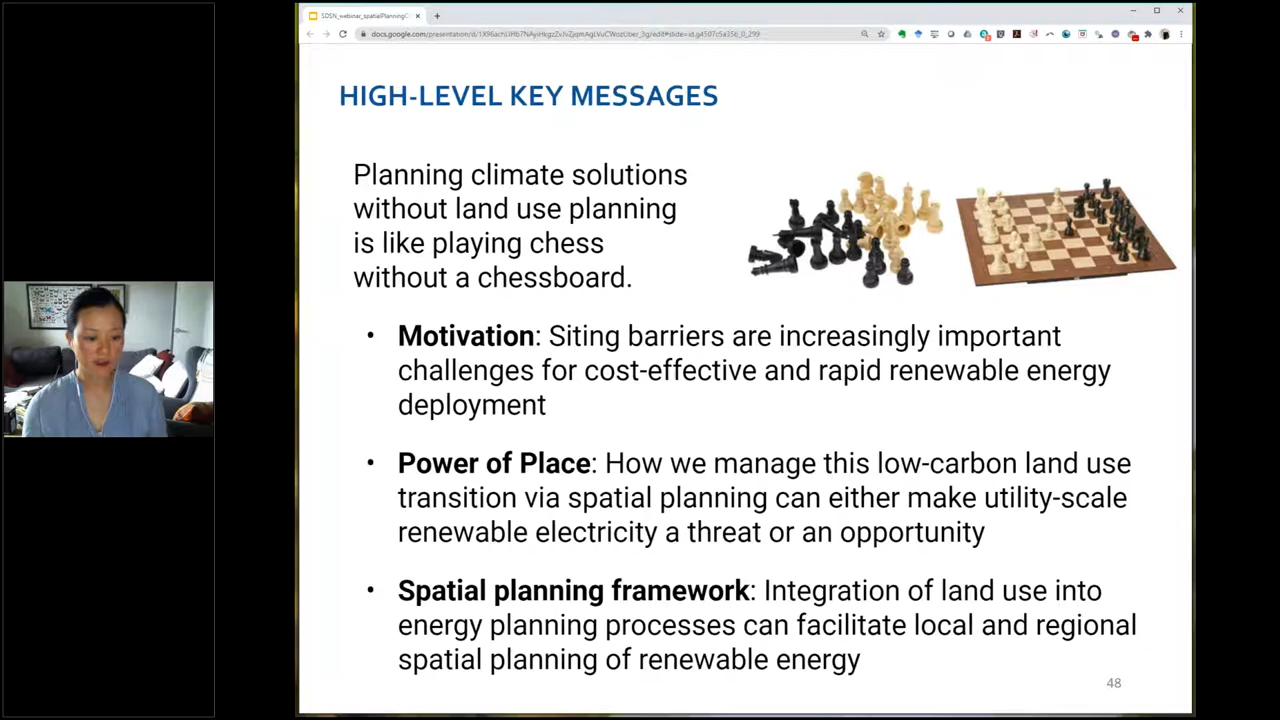 SDSN_webinar_spatialPlanningC
HIGH-LEVEL KEY MESSAGES
Planning climate solutions
without land use planning
is like playing chess
without a chessboard.
• Motivation: Siting barriers are increasingly important
challenges for cost-effective and rapid renewable energy
deployment
• Power of Place: How we manage this low-carbon land use
transition via spatial planning can either make utility-scale
renewable electricity a threat or an opportunity
• Spatial planning framework: Integration of land use into
energy planning processes can facilitate local and regional
spatial planning of renewable energy
48